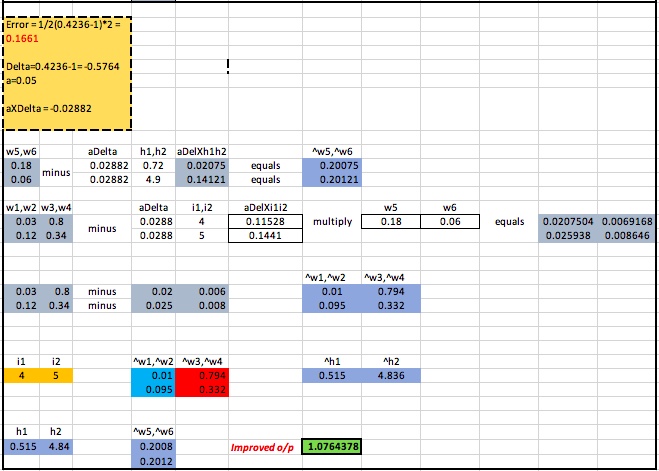 Error = 1/2(0.4236-1)*2 =
0.1661
Delta=0.4236-1= -0.5764
a=0.05
aXDelta = -0.02882
w5,w6 aDelta h1,h2 aDelXh1h2 ^w5,^w6
0.18 minus 0.02882 0.72 0.02075 equals 0.20075
0.06 0.02882 4.9 0.14121 equals 0.20121
w1,w2 w3,w4 aDelta i1,i2 aDelXi1i2 w5 w6
0.03 0.8 minus 0.0288 4 0.11528 multiply 0.18 0.06 equals 0.0207504 0.0069168
0.12 0.34 0.0288 5 0.1441 0.025938 0.008646
^w1,^w2 ^w3,^w4
0.03 0.8 minus 0.02 0.006 0.01 0.794
0.12 0.34 minus 0.025 0.008 0.095 0.332
i1 i2 ^w1,^w2 ^w3,^w4 ^h1 ^h2
4 5 0.01 0.794 0.515 4.836
0.095 0.332
h1 h2 ^w5,^w6
0.515 4.84 0.2008 Improved o/p 1.0764378
0.2012